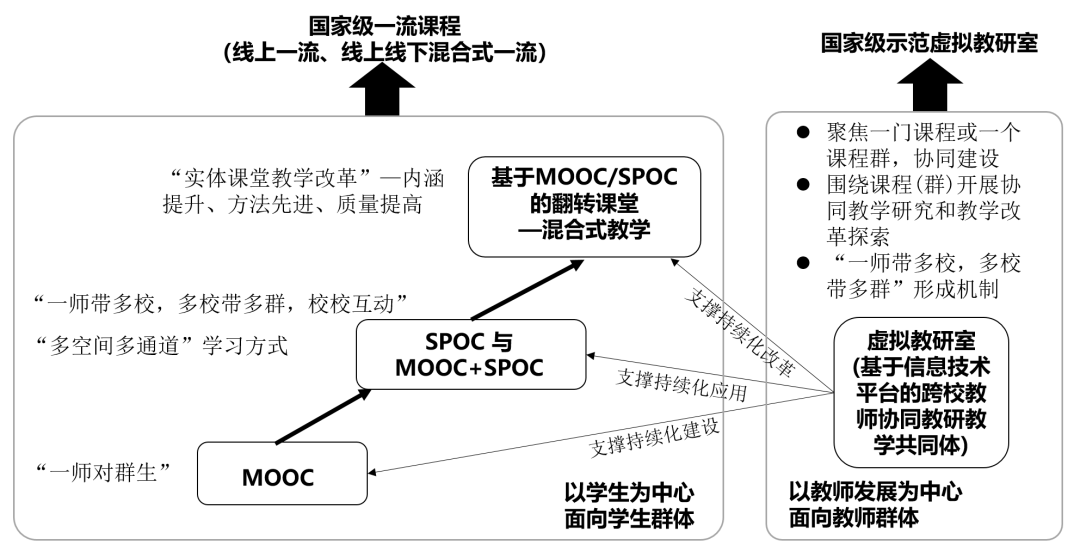 国家级一流课程
（线上一流、线上线下混合式一流）
“实体课堂教学改革”—内涵
提升、方法先进、质量提高
基于MOOC/SPOC
的翻转课堂
—混合式教学
“一师带多校，多校带多群，校校互动”
“多空间多通道”学习方式
SPOC 与
MOOC+SPOC
“一师对群生”
MOOC
支撑持续化改革
支撑持续化应用
支撑持续化建设
以学生为中心
面向学生群体
国家级示范虚拟教研室
● 聚焦一门课程或一个
课程群，协同建设
● 围绕课程(群)开展协
同教学研究和教学改
革探索
● “一师带多校，多校
带多群”形成机制
虚拟教研室
(基于信息技术
平台的跨校教
师协同教研教
学共同体)
以教师发展为中心
面向教师群体